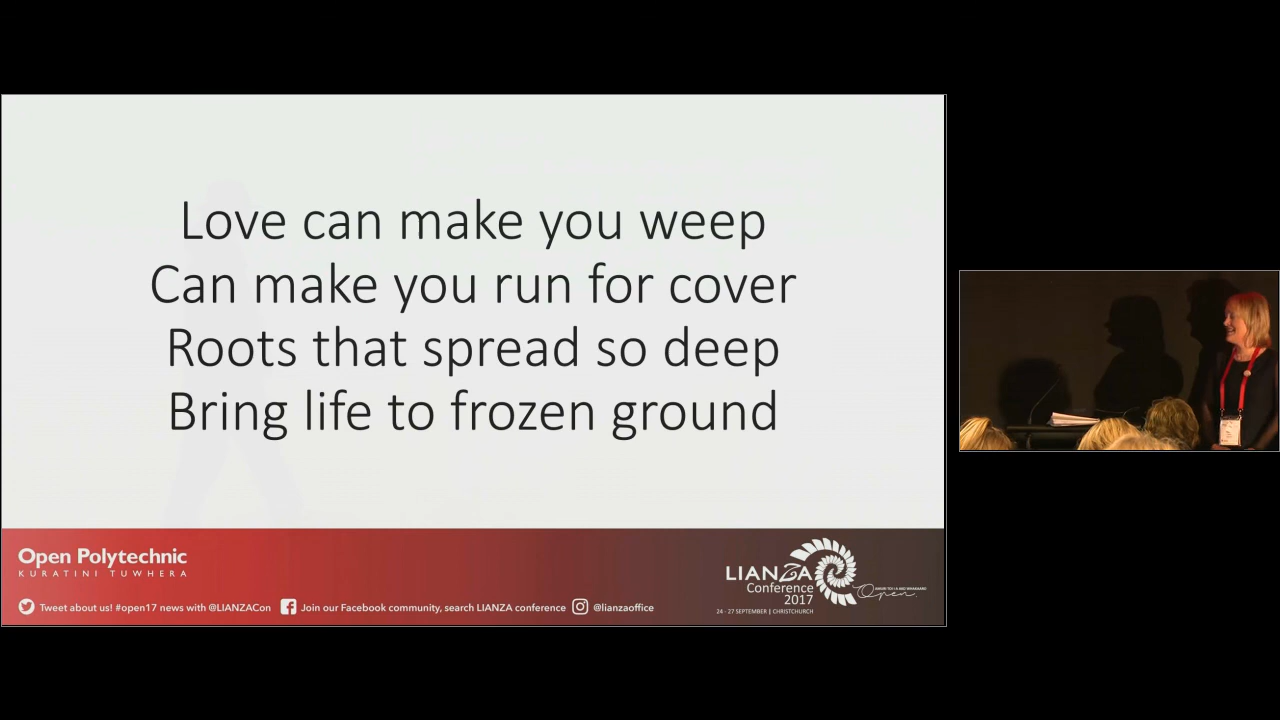 Love can make you weep
Can make you run for cover
Roots that spread so deep
Bring life to frozen ground
Open Polytechnic
KURATINI TUWHERA
Tweet about us! #open17 news with @LIANZACon
Join our Facebook community, search LIANZA conference
@lianzaoffice
LIANZA
Conference
2017
24 - 27 SEPTEMBER | CHRISTCHURCH
Open.